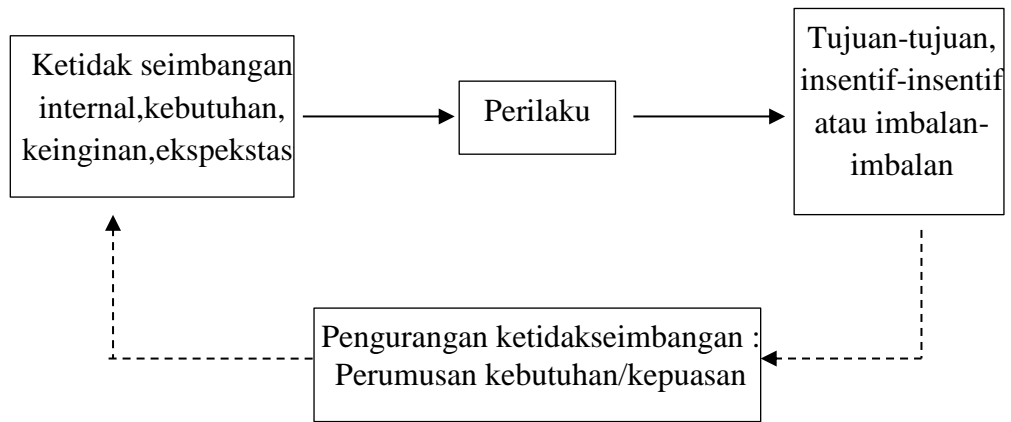 Ketidak seimbangan
internal,kebutuhan,
keinginan,ekspekstas
Perilaku
Tujuan-tujuan,
insentif-insentif
atau imbalan-
imbalan
Pengurangan ketidakseimbangan :
Perumusan kebutuhan/kepuasan